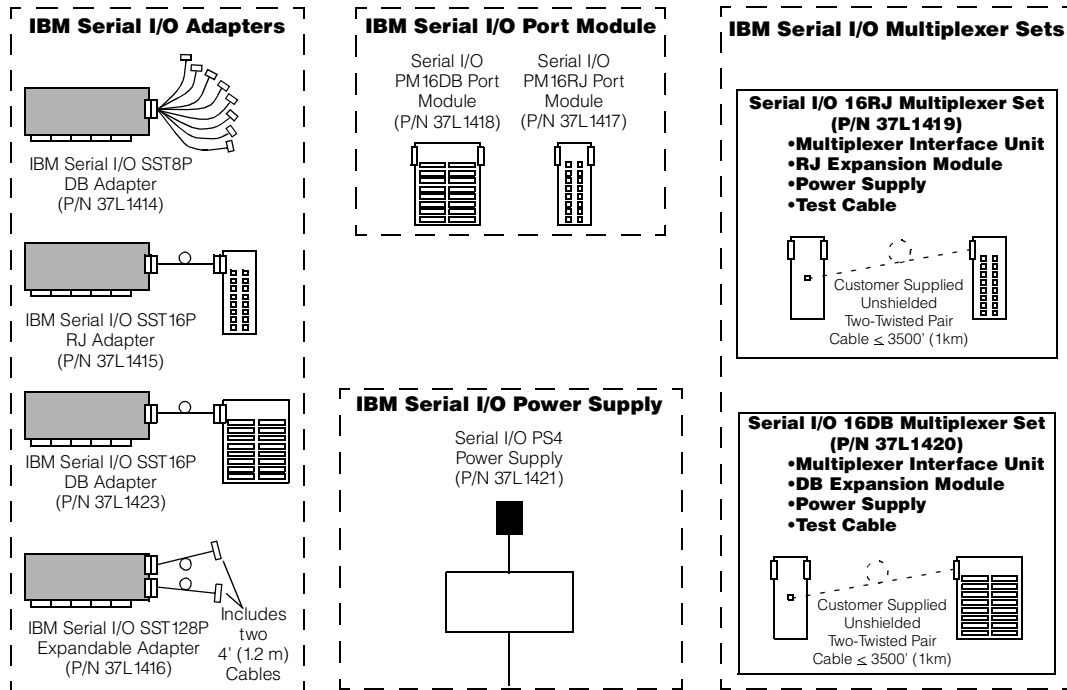 IBM Serial I/O Adapters
IBM Serial I/O SST8P
DB Adapter
(P/N 37L1414)
IBM Serial I/O SST16P
RJ Adapter
(P/N 37L1415)
IBM Serial I/O SST16P
DB Adapter
(P/N 37L1423)
IBM Serial I/O SST128P
Expandable Adapter
(P/N 37L1416)
Includes
two
4' (1.2 m)
Cables
IBM Serial I/O Port Module
Serial I/O
PM16DB Port
Module
(P/N 37L1418)
Serial I/O
PM16RJ Port
Module
(P/N 37L1417)
IBM Serial I/O Power Supply
Serial I/O PS4
Power Supply
(P/N 37L1421)
IBM Serial I/O Multiplexer Sets
Serial I/O 16RJ Multiplexer Set
(P/N 37L1419)
•Multiplexer Interface Unit
•RJ Expansion Module
•Power Supply
•Test Cable
Customer Supplied
Unshielded
Two-Twisted Pair
Cable ≤ 3500' (1km)
Serial I/O 16DB Multiplexer Set
(P/N 37L1420)
•Multiplexer Interface Unit
•DB Expansion Module
•Power Supply
•Test Cable
Customer Supplied
Unshielded
Two-Twisted Pair
Cable ≤ 3500' (1km)